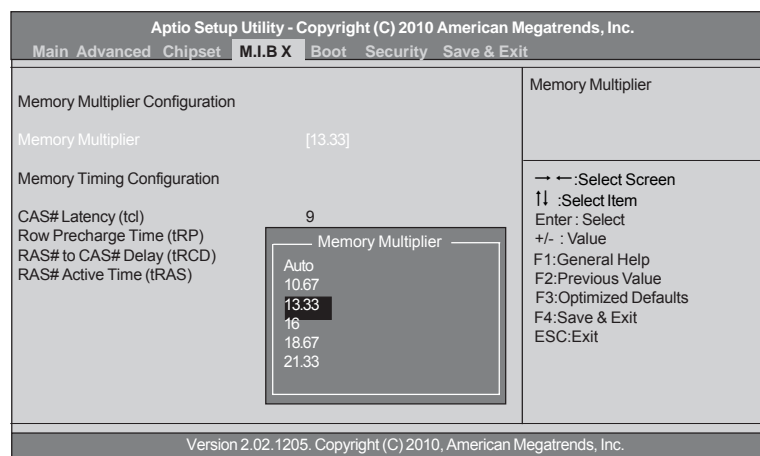 Aptio Setup Utility - Copyright (C) 2010 American Megatrends, Inc.
Main Advanced Chipset M.I.B X Boot Security Save & Exit
Memory Multiplier Configuration
Memory Multiplier [13.33]
Memory Timing Configuration
CAS# Latency (tcl) 9
Row Precharge Time (tRP)
RAS# to CAS# Delay (tRCD)
RAS# Active Time (tRAS)
Memory Multiplier
Auto
10.67
13.33
16
18.67
21.33
Memory Multiplier
→ ←:Select Screen
↑↓ :Select Item
Enter : Select
+/- : Value
F1:General Help
F2:Previous Value
F3:Optimized Defaults
F4:Save & Exit
ESC:Exit
Version 2.02.1205. Copyright (C) 2010, American Megatrends, Inc.